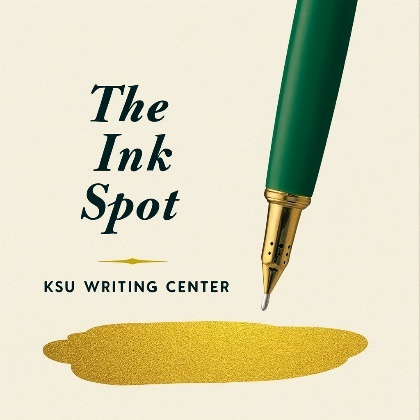 The
Ink
Spot
KSU WRITING CENTER